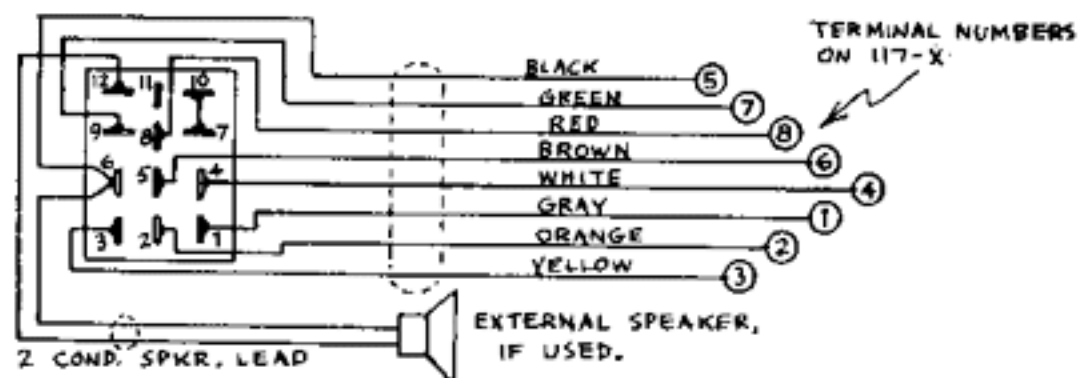 TERMINAL NUMBERS
ON 117-X
BLACK 5
GREEN 7
RED 8
BROWN 6
WHITE 4
GRAY 1
ORANGE 2
YELLOW 3
12 11 10
9 8 7
6 5 4
3 2 1
EXTERNAL SPEAKER,
IF USED.
2 COND. SPKR. LEAD